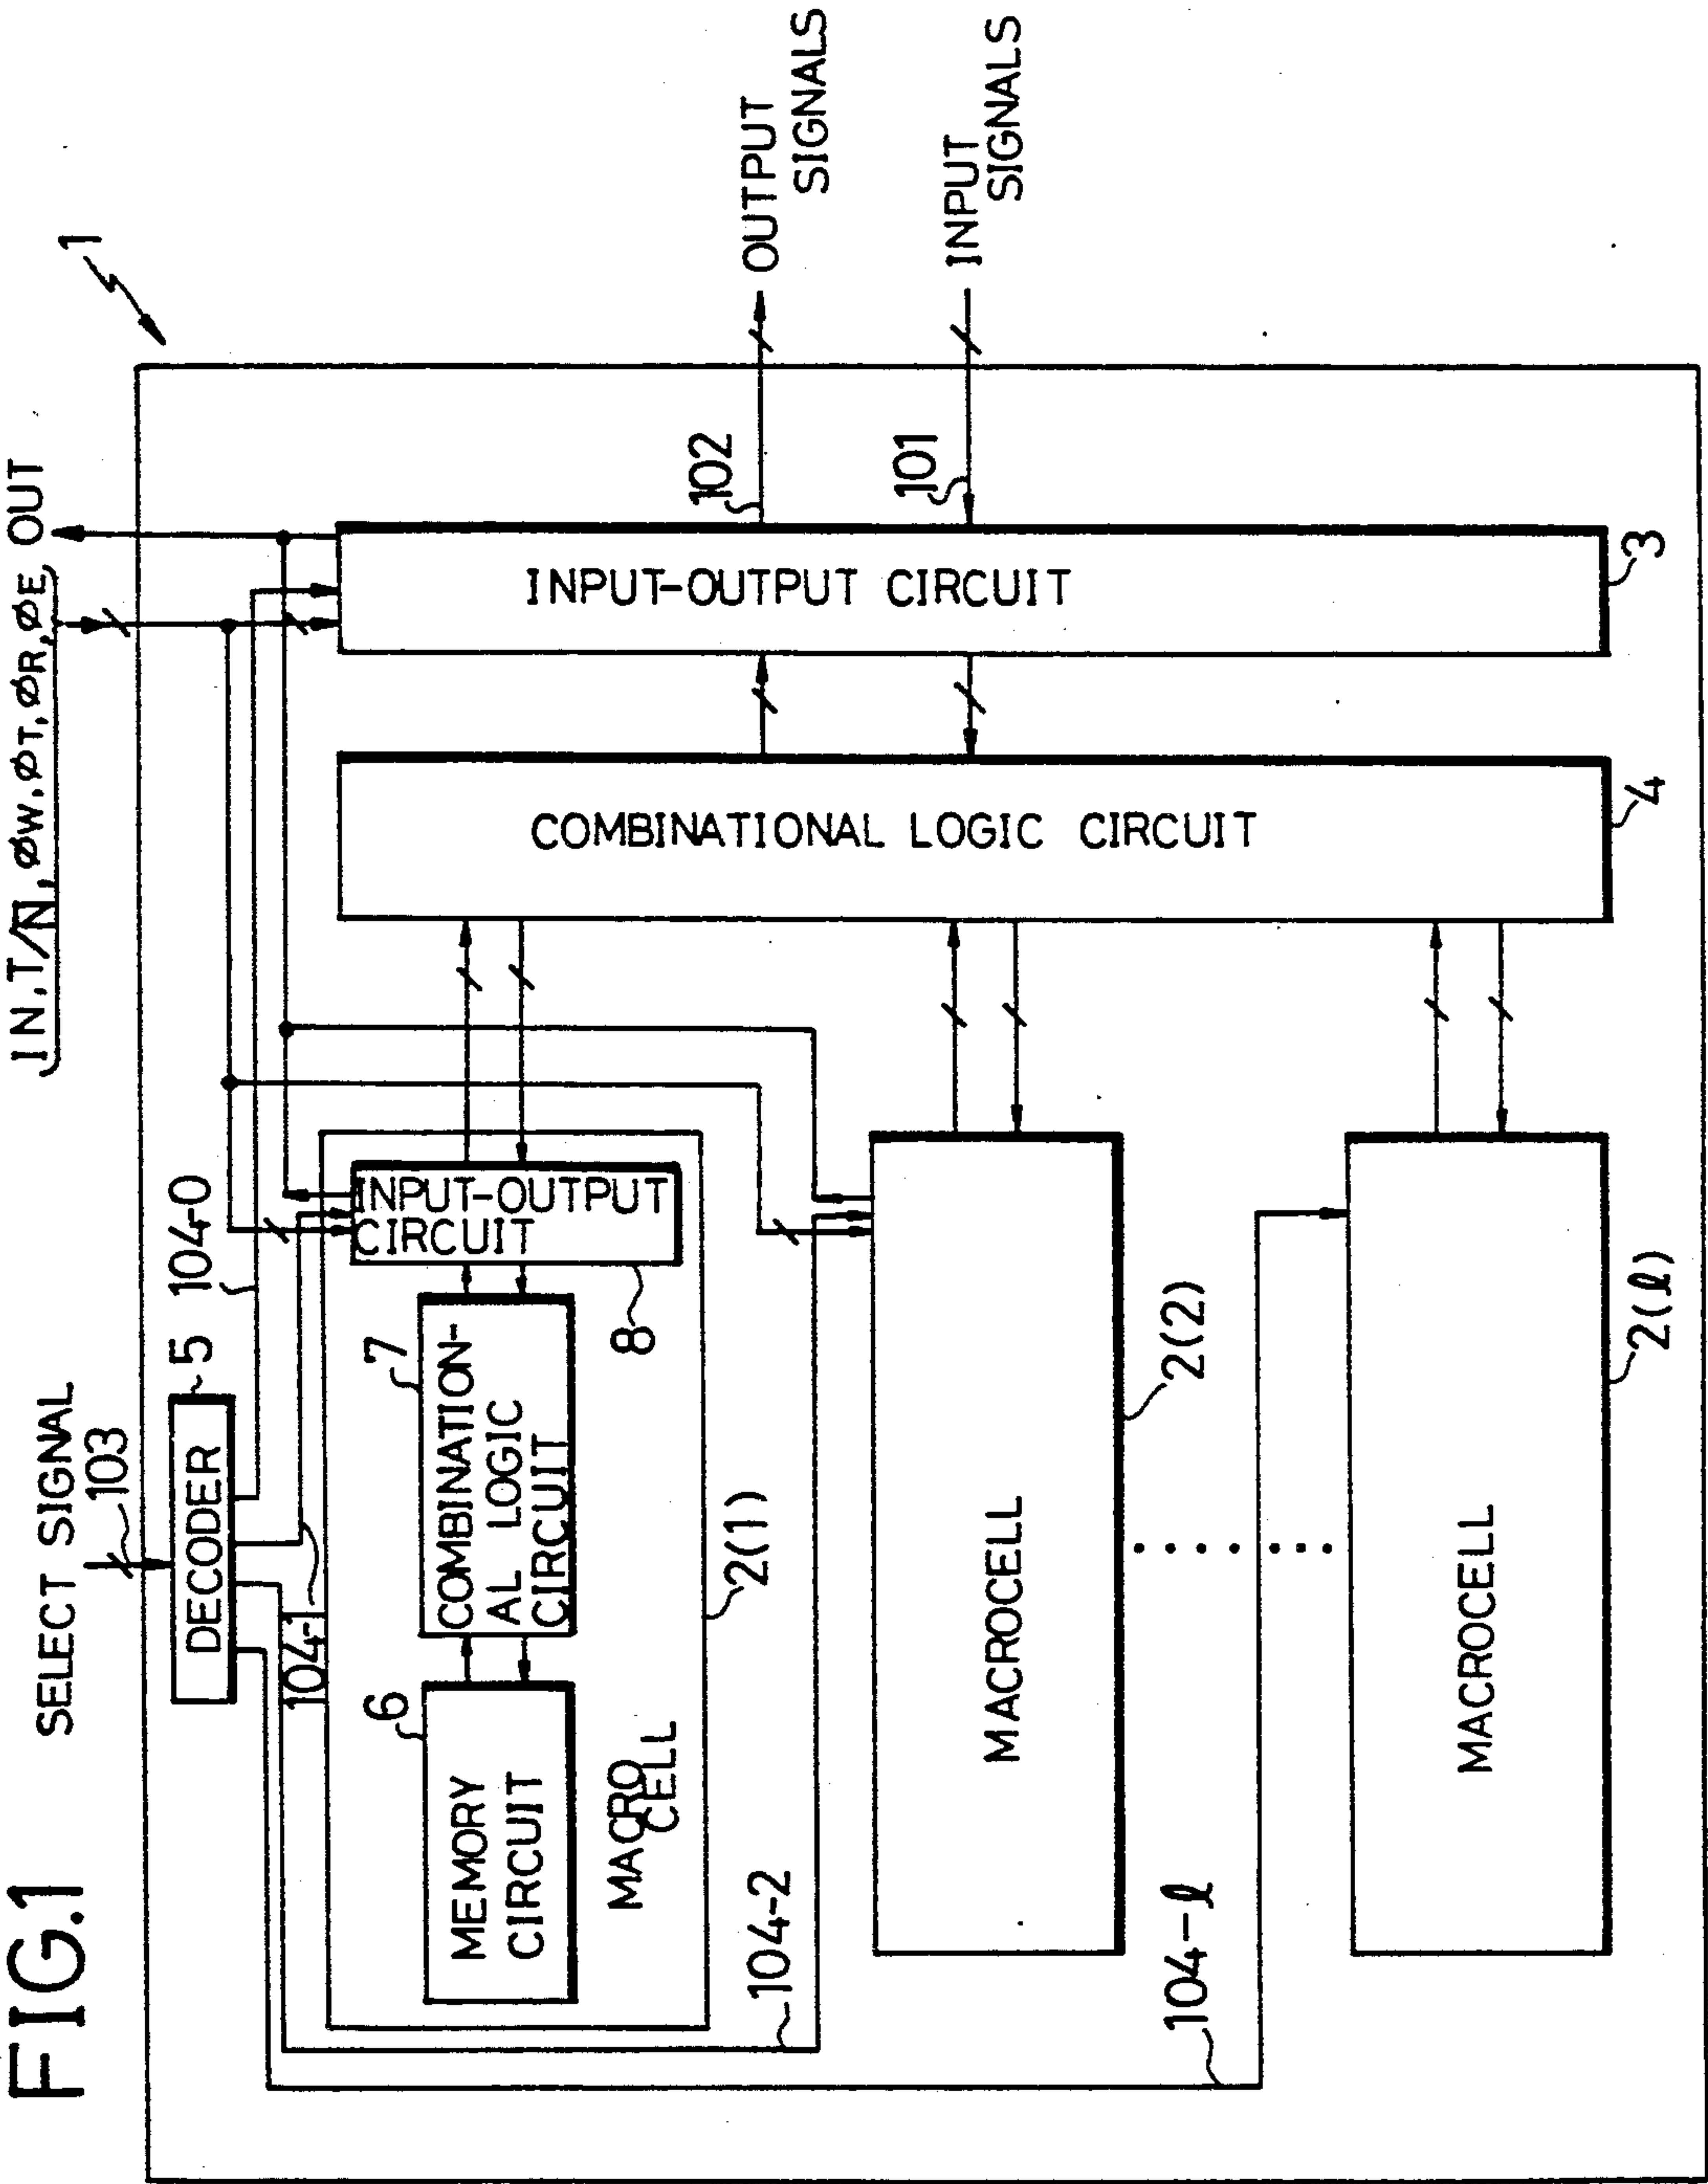 FIG.1
SELECT SIGNAL
103
IN,T/N̅,ØW,ØT,ØR,ØE
OUT
1
DECODER
5
104-0
104-1
104-2
104-ℓ
6
MEMORY
CIRCUIT
7
COMBINATION-
AL LOGIC
CIRCUIT
INPUT-OUTPUT
CIRCUIT
8
MACRO
CELL
2(1)
MACROCELL
2(2)
MACROCELL
2(ℓ)
COMBINATIONAL LOGIC CIRCUIT
4
INPUT-OUTPUT CIRCUIT
3
102
OUTPUT
SIGNALS
101
INPUT
SIGNALS